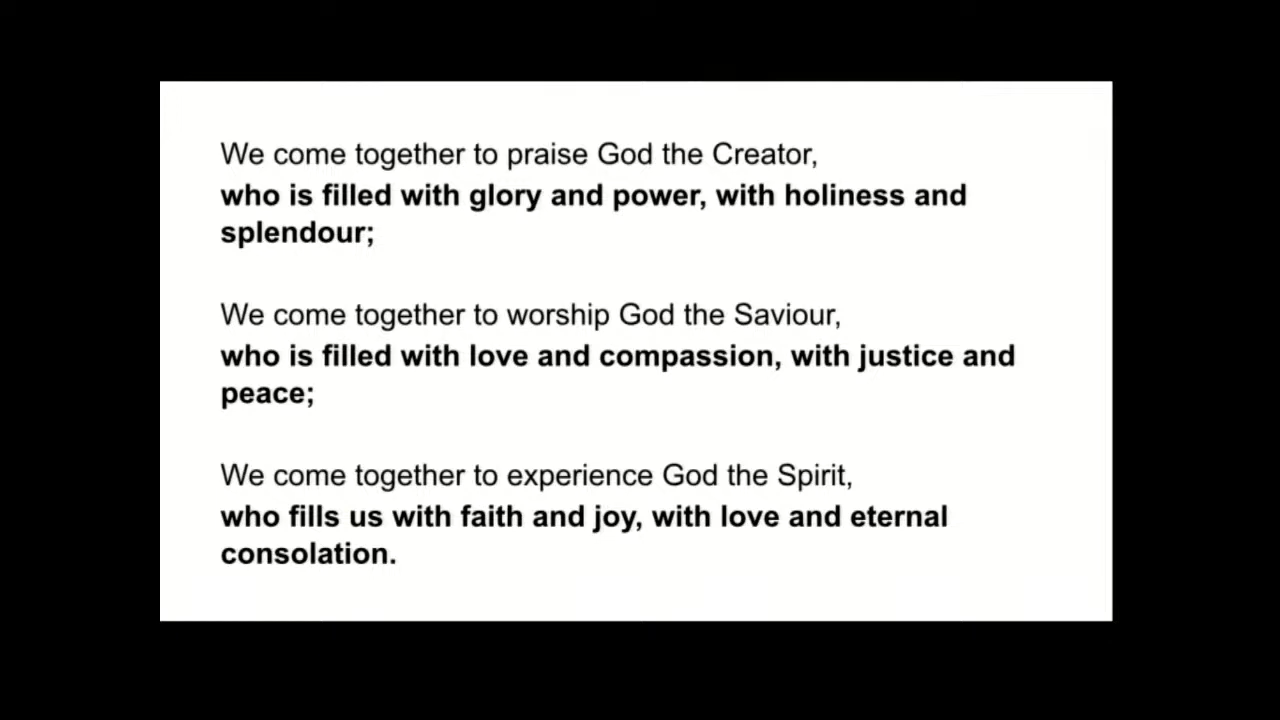 We come together to praise God the Creator,
who is filled with glory and power, with holiness and
splendour;
We come together to worship God the Saviour,
who is filled with love and compassion, with justice and
peace;
We come together to experience God the Spirit,
who fills us with faith and joy, with love and eternal
consolation.